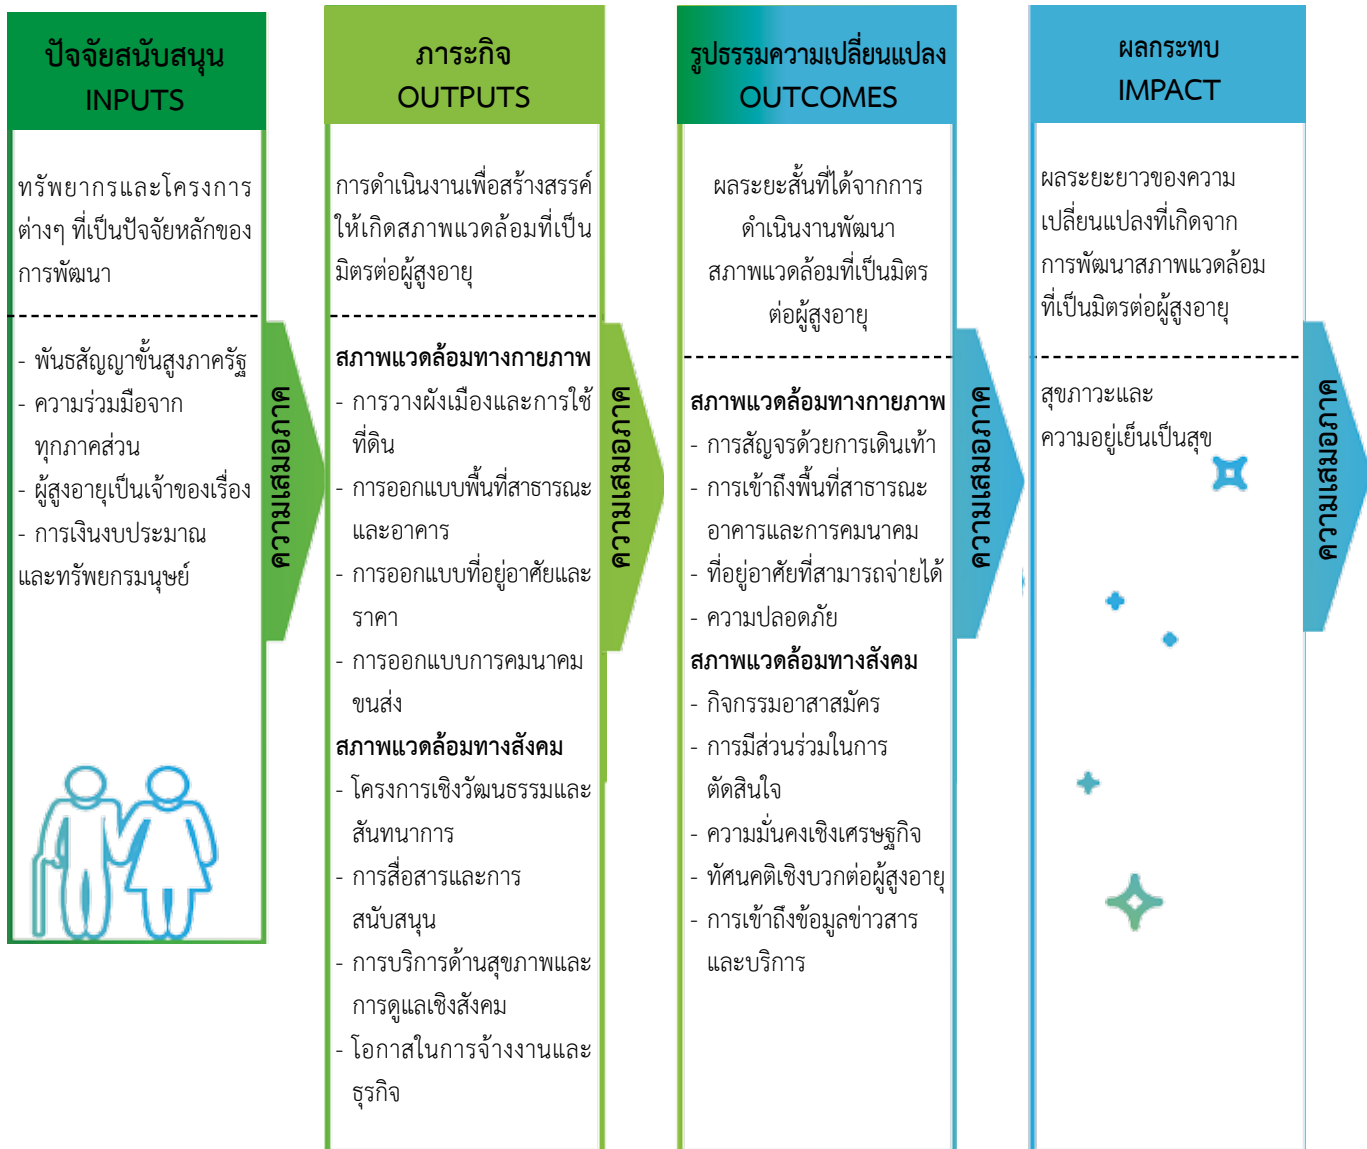 ปัจจัยสนับสนุน
INPUTS
ทรัพยากรและโครงการ
ต่างๆ ที่เป็นปัจจัยหลักของ
การพัฒนา
- พันธสัญญาขั้นสูงภาครัฐ
- ความร่วมมือจาก
ทุกภาคส่วน
- ผู้สูงอายุเป็นเจ้าของเรื่อง
- การเงินงบประมาณ
และทรัพยกรมนุษย์
ความเสมอภาค
ภาระกิจ
OUTPUTS
การดำเนินงานเพื่อสร้างสรรค์
ให้เกิดสภาพแวดล้อมที่เป็น
มิตรต่อผู้สูงอายุ
สภาพแวดล้อมทางกายภาพ
- การวางผังเมืองและการใช้
ที่ดิน
- การออกแบบพื้นที่สาธารณะ
และอาคาร
- การออกแบบที่อยู่อาศัยและ
ราคา
- การออกแบบการคมนาคม
ขนส่ง
สภาพแวดล้อมทางสังคม
- โครงการเชิงวัฒนธรรมและ
สันทนาการ
- การสื่อสารและการ
สนับสนุน
- การบริการด้านสุขภาพและ
การดูแลเชิงสังคม
- โอกาสในการจ้างงานและ
ธุรกิจ
ความเสมอภาค
รูปธรรมความเปลี่ยนแปลง
OUTCOMES
ผลระยะสั้นที่ได้จากการ
ดำเนินงานพัฒนา
สภาพแวดล้อมที่เป็นมิตร
ต่อผู้สูงอายุ
สภาพแวดล้อมทางกายภาพ
- การสัญจรด้วยการเดินเท้า
- การเข้าถึงพื้นที่สาธารณะ
อาคารและการคมนาคม
- ที่อยู่อาศัยที่สามารถจ่ายได้
- ความปลอดภัย
สภาพแวดล้อมทางสังคม
- กิจกรรมอาสาสมัคร
- การมีส่วนร่วมในการ
ตัดสินใจ
- ความมั่นคงเชิงเศรษฐกิจ
- ทัศนคติเชิงบวกต่อผู้สูงอายุ
- การเข้าถึงข้อมูลข่าวสาร
และบริการ
ความเสมอภาค
ผลกระทบ
IMPACT
ผลระยะยาวของความ
เปลี่ยนแปลงที่เกิดจาก
การพัฒนาสภาพแวดล้อม
ที่เป็นมิตรต่อผู้สูงอายุ
สุขภาวะและ
ความอยู่เย็นเป็นสุข
ความเสมอภาค